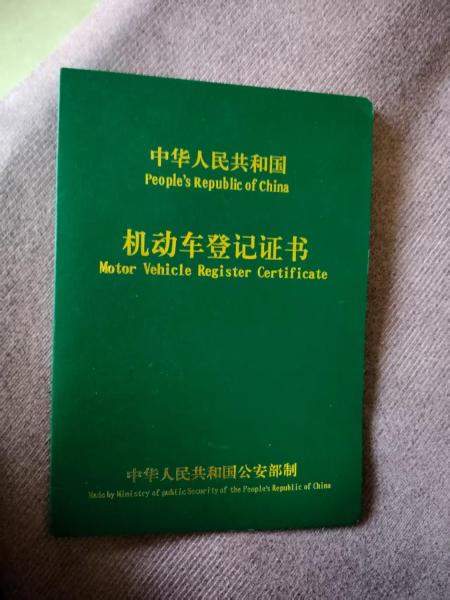 中华人民共和国
People's Republic of China
机动车登记证书
Motor Vehicle Register Certificate
中华人民共和国公安部制
Made by Ministry of public Security of the People's Republic of China